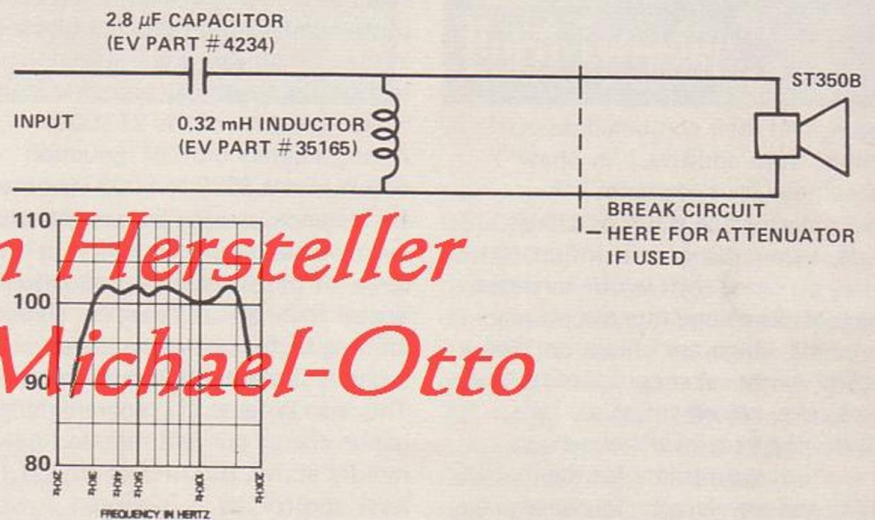 2.8 µF CAPACITOR
(EV PART #4234)
ST350B
INPUT
0.32 mH INDUCTOR
(EV PART #35165)
BREAK CIRCUIT
HERE FOR ATTENUATOR
IF USED
n Hersteller
Michael-Otto
110
100
90
80
2KHz 3KHz 4KHz 5KHz 10KHz 20KHz
FREQUENCY IN HERTZ